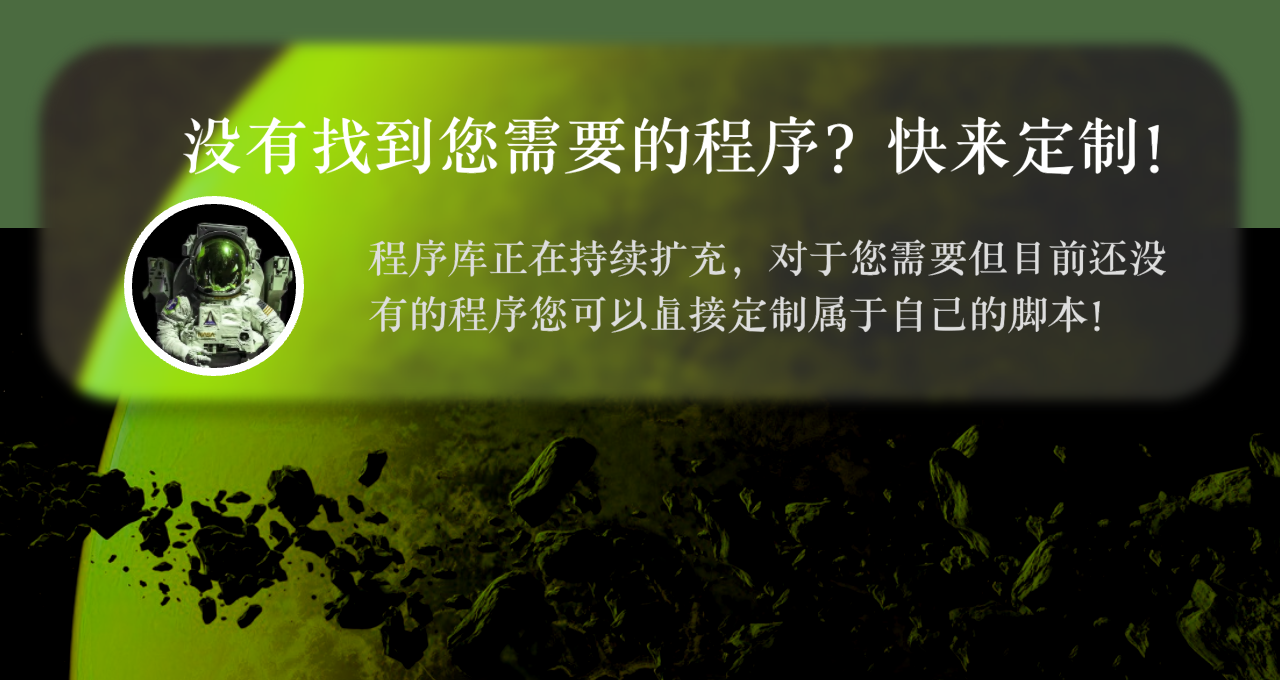 没有找到您需要的程序？快来定制！
程序库正在持续扩充，对于您需要但目前还没
有的程序您可以直接定制属于自己的脚本！